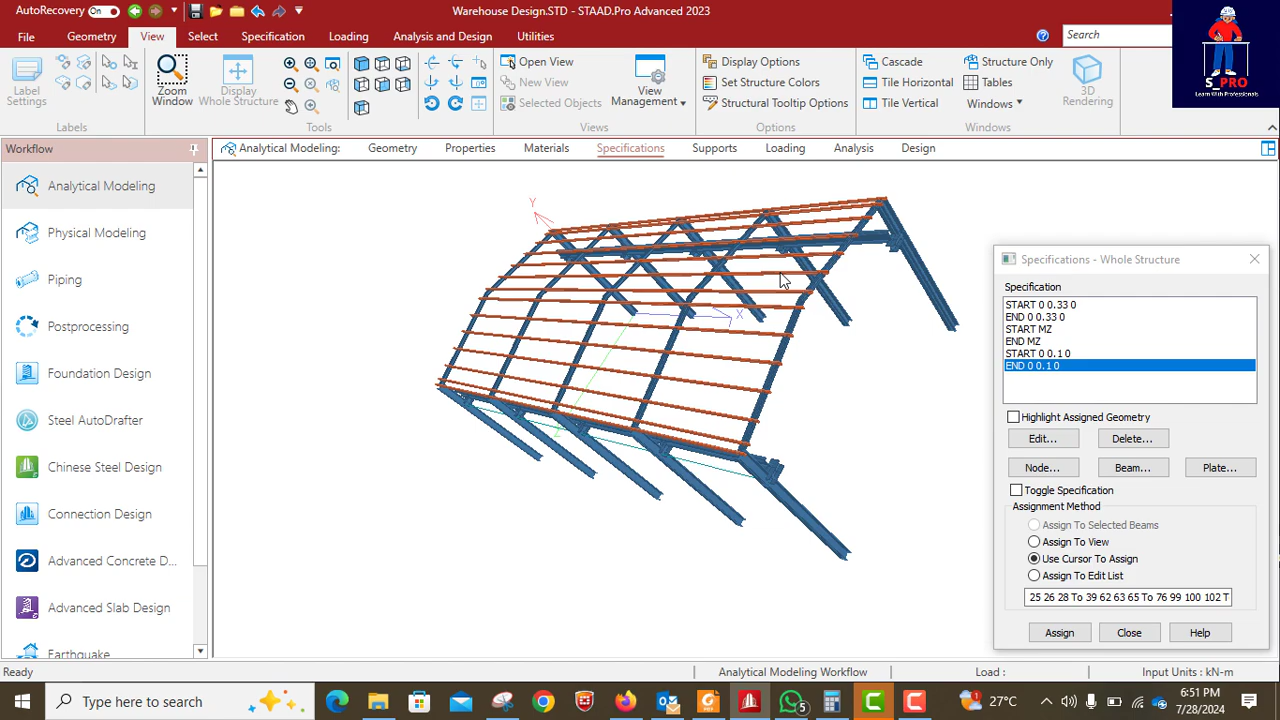 AutoRecovery On
Warehouse Design.STD - STAAD.Pro Advanced 2023
File
Geometry
View
Select
Specification
Loading
Analysis and Design
Utilities
Search
Label
Settings
Labels
Zoom
Window
Display
Whole Structure
Tools
Open View
New View
Selected Objects
View
Management
Views
Display Options
Set Structure Colors
Structural Tooltip Options
Options
Cascade
Tile Horizontal
Tile Vertical
Structure Only
Tables
Windows
Windows
3D
Rendering
S_PRO
Learn With Professionals
Workflow
Analytical Modeling:
Geometry
Properties
Materials
Specifications
Supports
Loading
Analysis
Design
Analytical Modeling
Physical Modeling
Piping
Postprocessing
Foundation Design
Steel AutoDrafter
Chinese Steel Design
Connection Design
Advanced Concrete D...
Advanced Slab Design
Earthquake
Y
X
Specifications - Whole Structure
Specification
START 0 0.33 0
END 0 0.33 0
START MZ
END MZ
START 0 0.1 0
END 0 0.1 0
Highlight Assigned Geometry
Edit...
Delete...
Node...
Beam...
Plate...
Toggle Specification
Assignment Method
Assign To Selected Beams
Assign To View
Use Cursor To Assign
Assign To Edit List
25 26 28 To 39 62 63 65 To 76 99 100 102 T
Assign
Close
Help
Ready
Analytical Modeling Workflow
Load :
Input Units : kN-m
Type here to search
5
27°C
6:51 PM
7/28/2024